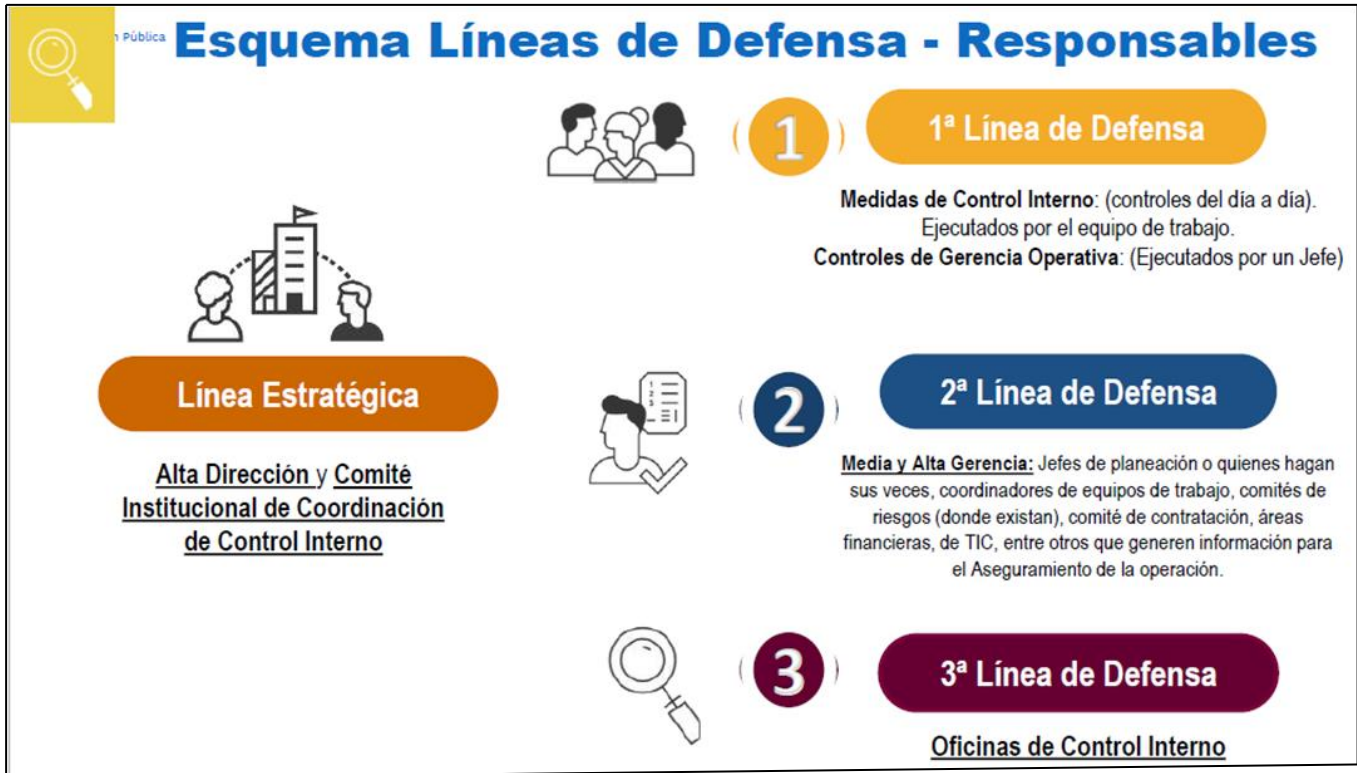 n Pública
Esquema Líneas de Defensa - Responsables
Línea Estratégica
Alta Dirección y Comité
Institucional de Coordinación
de Control Interno
1
1ª Línea de Defensa
Medidas de Control Interno: (controles del día a día).
Ejecutados por el equipo de trabajo.
Controles de Gerencia Operativa: (Ejecutados por un Jefe)
2
2ª Línea de Defensa
Media y Alta Gerencia: Jefes de planeación o quienes hagan
sus veces, coordinadores de equipos de trabajo, comités de
riesgos (donde existan), comité de contratación, áreas
financieras, de TIC, entre otros que generen información para
el Aseguramiento de la operación.
3
3ª Línea de Defensa
Oficinas de Control Interno